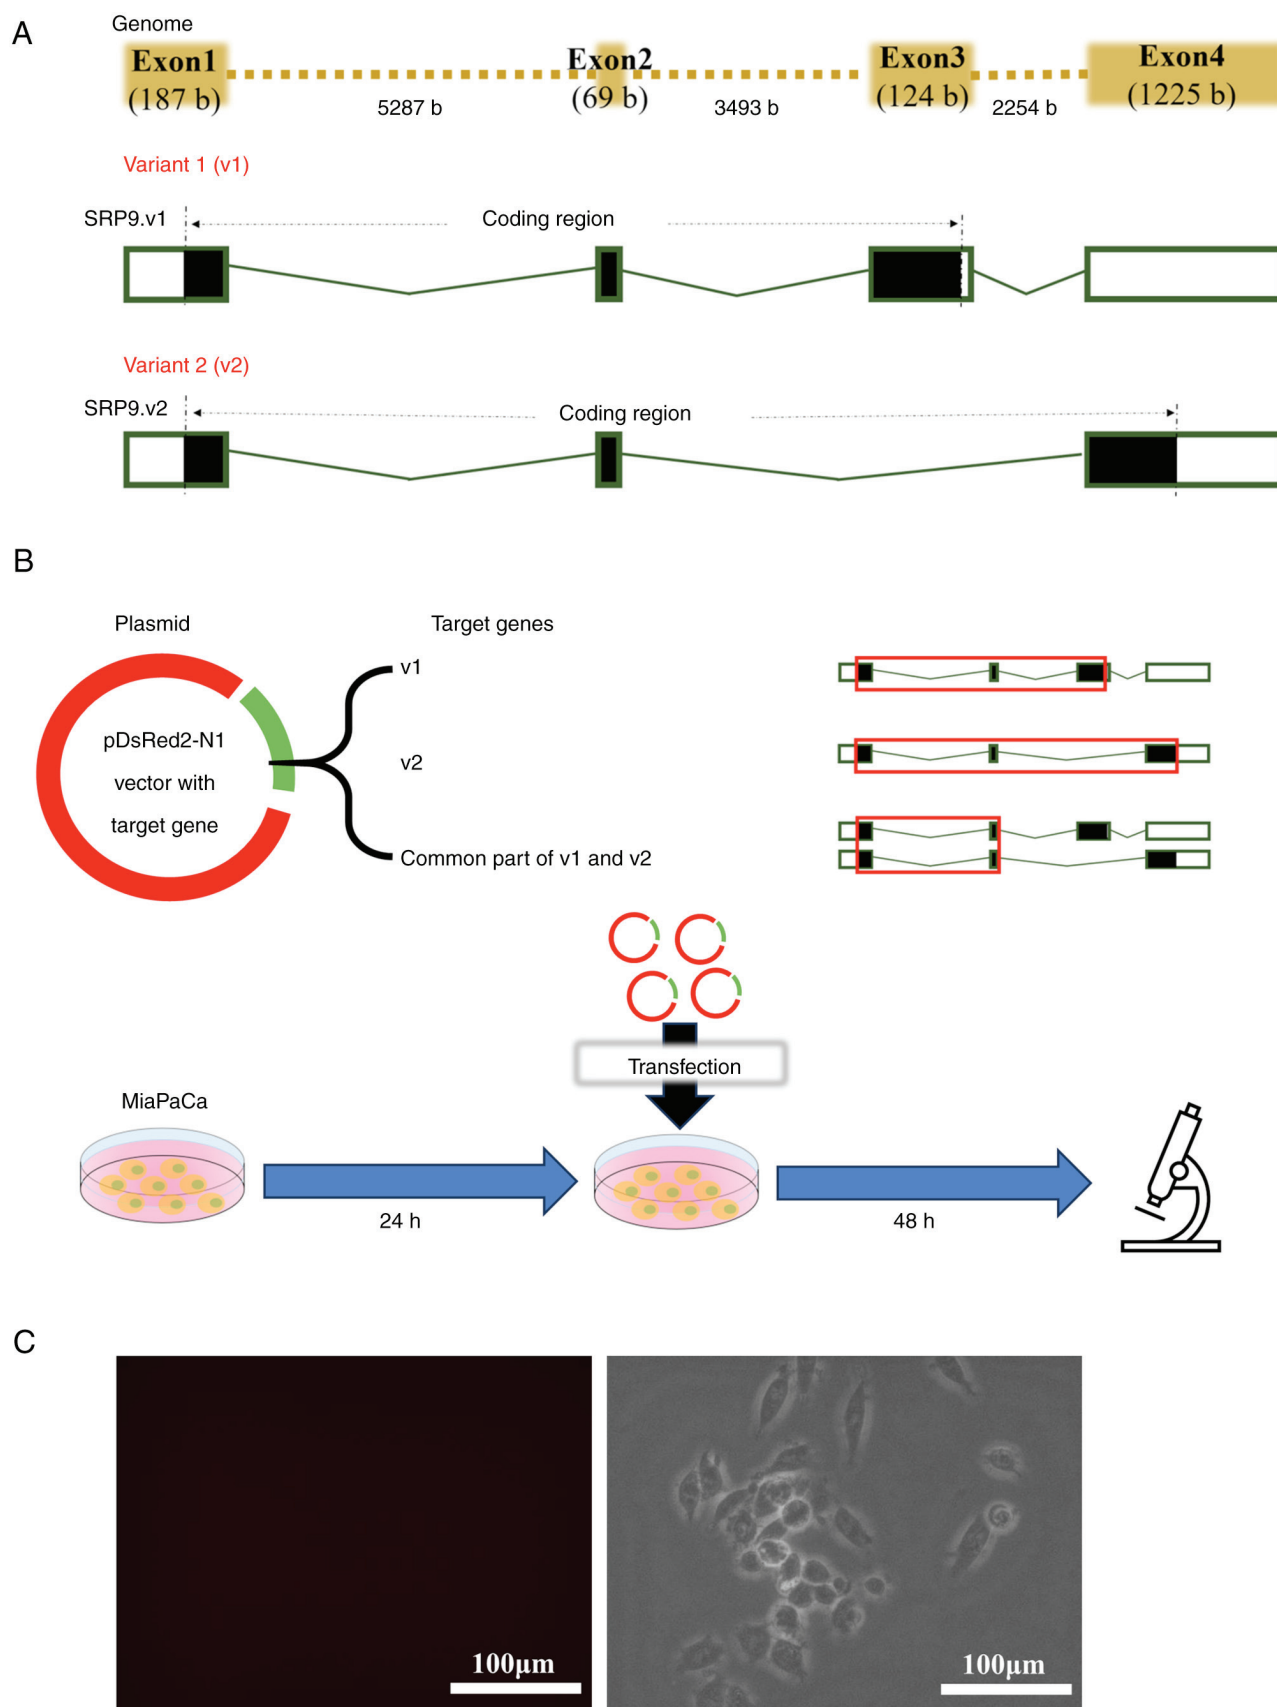 A
Genome
Exon1 Exon2 Exon3 Exon4
(187 b) (69 b) (124 b) (1225 b)
5287 b 3493 b 2254 b
Variant 1 (v1)
SRP9.v1 Coding region
Variant 2 (v2)
SRP9.v2 Coding region
B
Plasmid Target genes
v1
pDsRed2-N1
vector with
target gene
v2
Common part of v1 and v2
Transfection
MiaPaCa
24 h 48 h
C
100μm 100μm